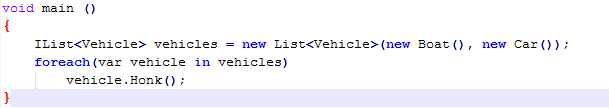 void main ()
{
IList<Vehicle> vehicles = new List<Vehicle>(new Boat(), new Car());
foreach(var vehicle in vehicles)
vehicle.Honk();
}